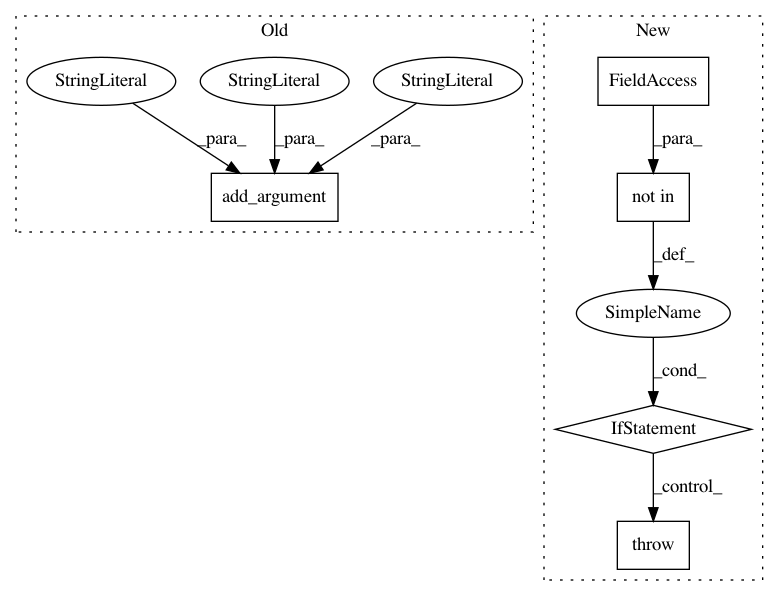 Old
New
StringLiteral
StringLiteral
StringLiteral
FieldAccess
_para_
_para_
_para_
_para_
add_argument
not in
_def_
SimpleName
_cond_
IfStatement
_control_
throw